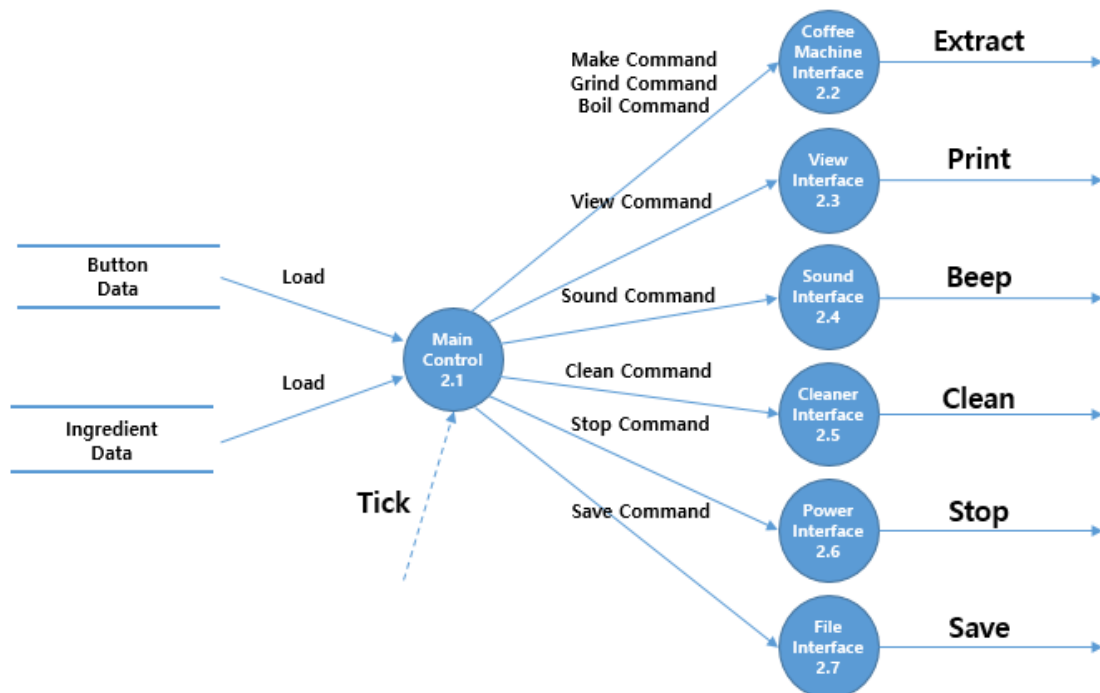 Coffee
Machine
Interface
2.2
Extract
Make Command
Grind Command
Boil Command
View
Interface
2.3
Print
View Command
Button
Data
Load
Sound
Interface
2.4
Beep
Sound Command
Main
Control
2.1
Load
Clean Command
Cleaner
Interface
2.5
Clean
Ingredient
Data
Stop Command
Tick
Power
Interface
2.6
Stop
Save Command
File
Interface
2.7
Save